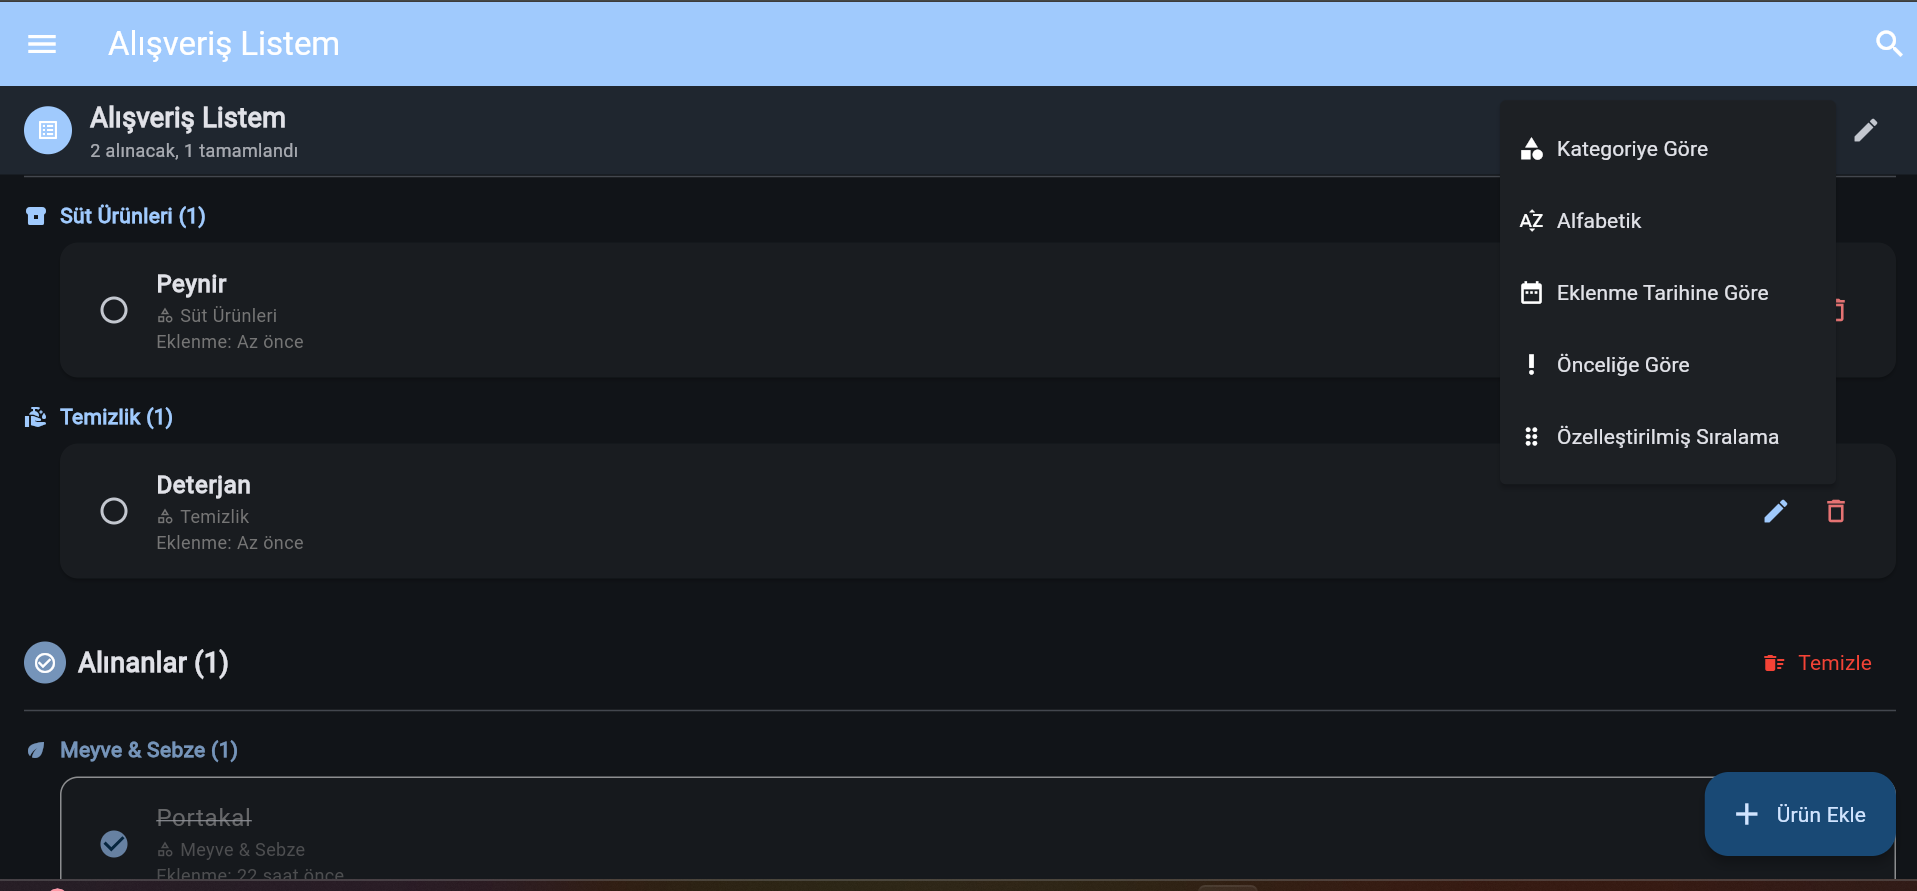 Alışveriş Listem
Alışveriş Listem
2 alınacak, 1 tamamlandı
Kategoriye Göre
Alfabetik
Eklenme Tarihine Göre
Önceliğe Göre
Özelleştirilmiş Sıralama
Süt Ürünleri (1)
Peynir
Süt Ürünleri
Eklenme: Az önce
Temizlik (1)
Deterjan
Temizlik
Eklenme: Az önce
Alınanlar (1)
Temizle
Meyve & Sebze (1)
Portakal
Meyve & Sebze
Eklenme: 22 saat önce
Ürün Ekle